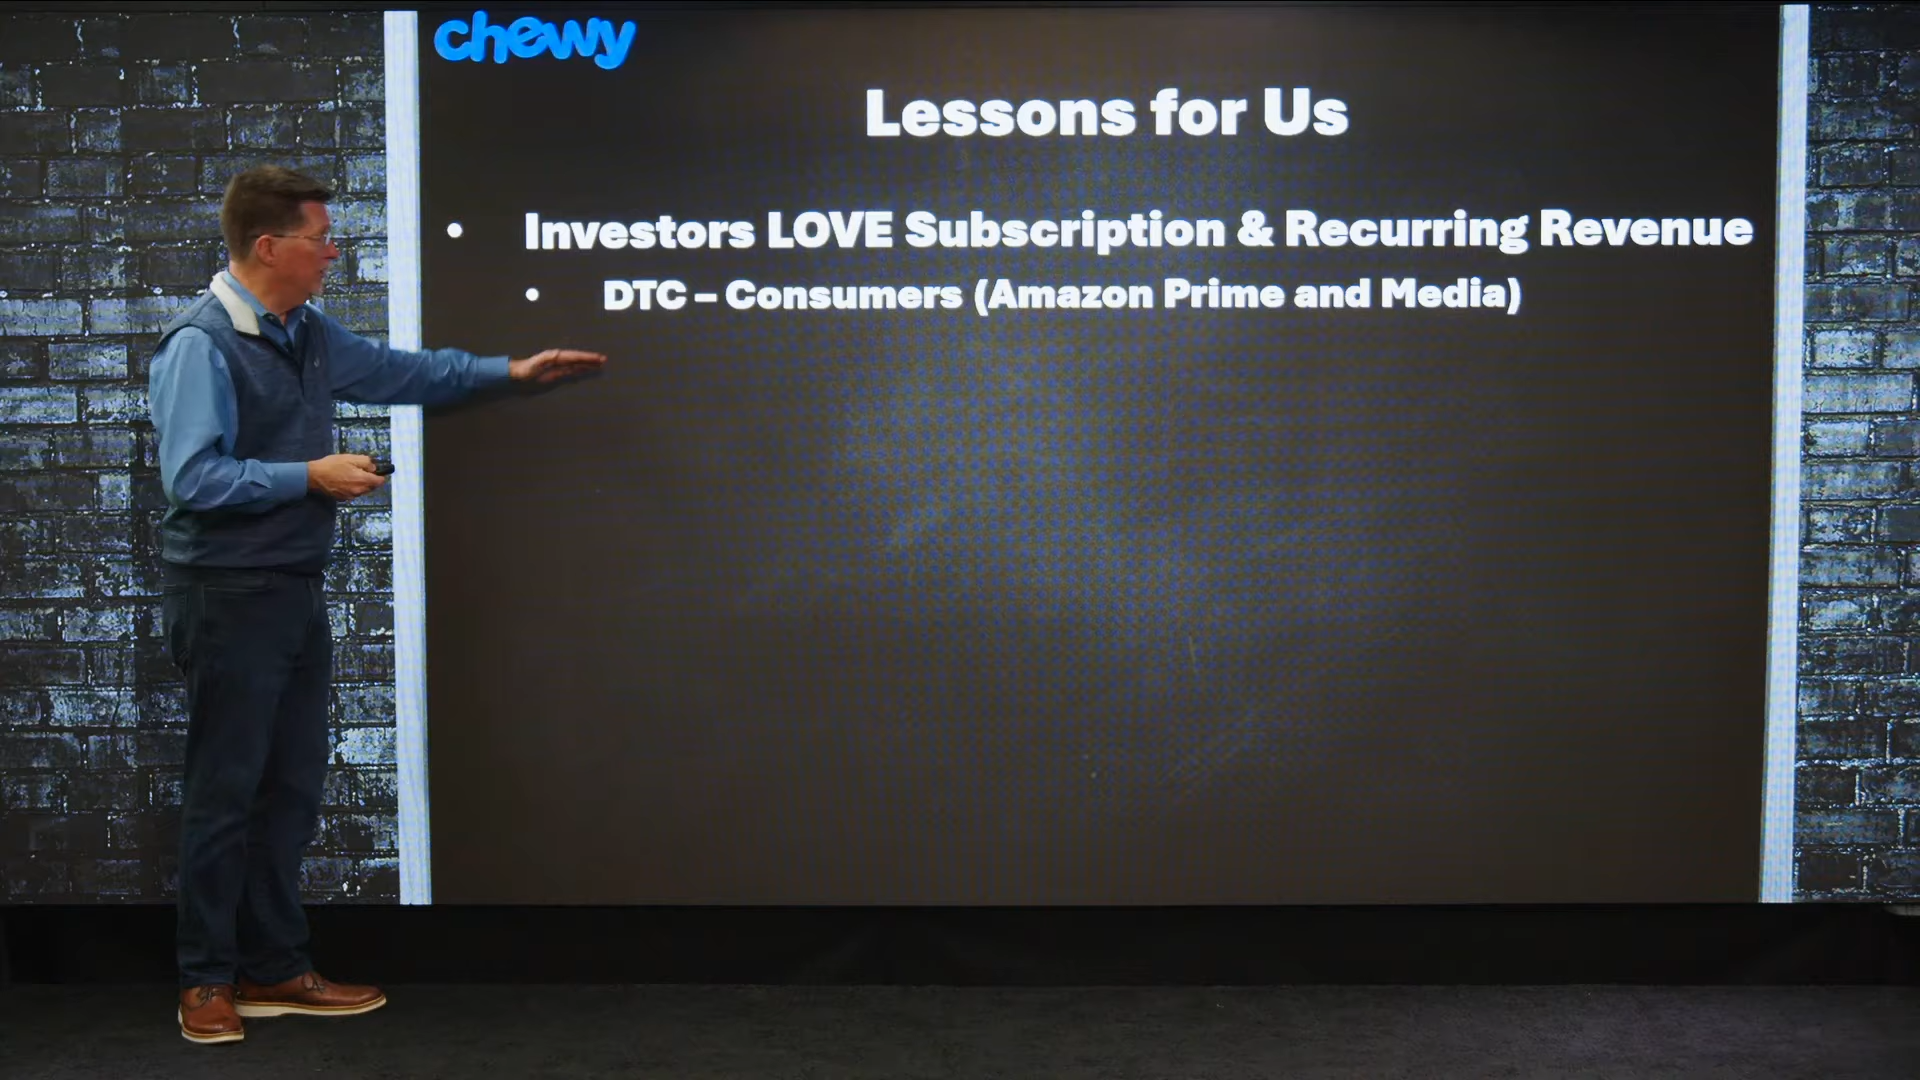 chewy
Lessons for Us
• Investors LOVE Subscription & Recurring Revenue
• DTC – Consumers (Amazon Prime and Media)